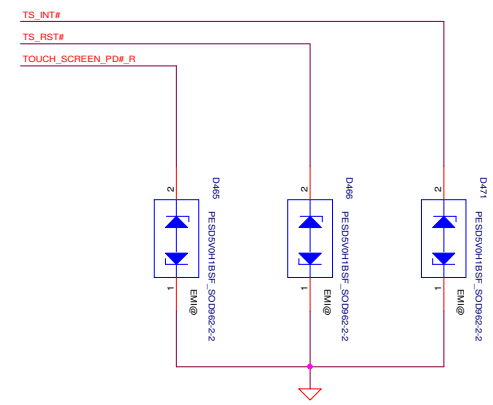 TS_INT#
TS_RST#
TOUCH_SCREEN_PD#_R
2
D465
PESD5V0H1BSF_SOD962-2-2
1
EMI@
2
D466
PESD5V0H1BSF_SOD962-2-2
1
EMI@
2
D471
PESD5V0H1BSF_SOD962-2-2
1
EMI@